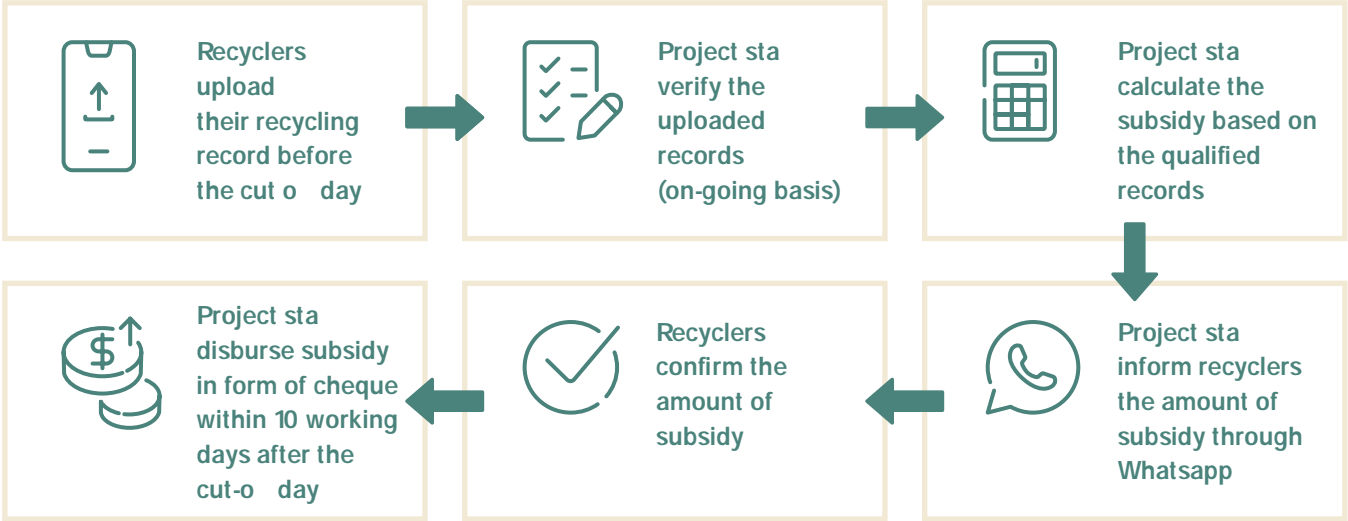 Recyclers
upload
their recycling
record before
the cut o   day
Project sta
verify the
uploaded
records
(on-going basis)
Project sta
calculate the
subsidy based on
the qualified
records
Project sta
inform recyclers
the amount of
subsidy through
Whatsapp
Recyclers
confirm the
amount of
subsidy
Project sta
disburse subsidy
in form of cheque
within 10 working
days after the
cut-o   day
$